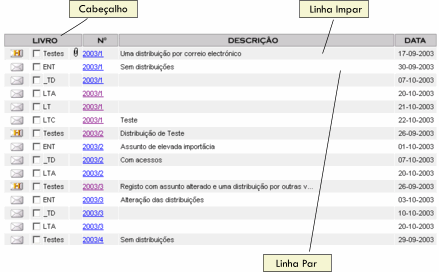 Cabeçalho
Linha Impar
LIVRO Nº DESCRIÇÃO DATA
Testes 2003/1 Uma distribuição por correio electrónico 17-09-2003
ENT 2003/1 Sem distribuições 30-09-2003
_TD 2003/1 07-10-2003
LTA 2003/1 20-10-2003
LT 2003/1 21-10-2003
LTC 2003/1 Teste 22-10-2003
Testes 2003/2 Distribuição de Teste 26-09-2003
ENT 2003/2 Assunto de elevada importãcia 01-10-2003
_TD 2003/2 Com acessos 07-10-2003
LTA 2003/2 20-10-2003
Testes 2003/3 Registo com assunto alterado e uma distribuição por outras v... 26-09-2003
ENT 2003/3 Alteração das distribuições 03-10-2003
_TD 2003/3 10-10-2003
LTA 2003/3 20-10-2003
Testes 2003/4 Sem distribuições 29-09-2003
Linha Par